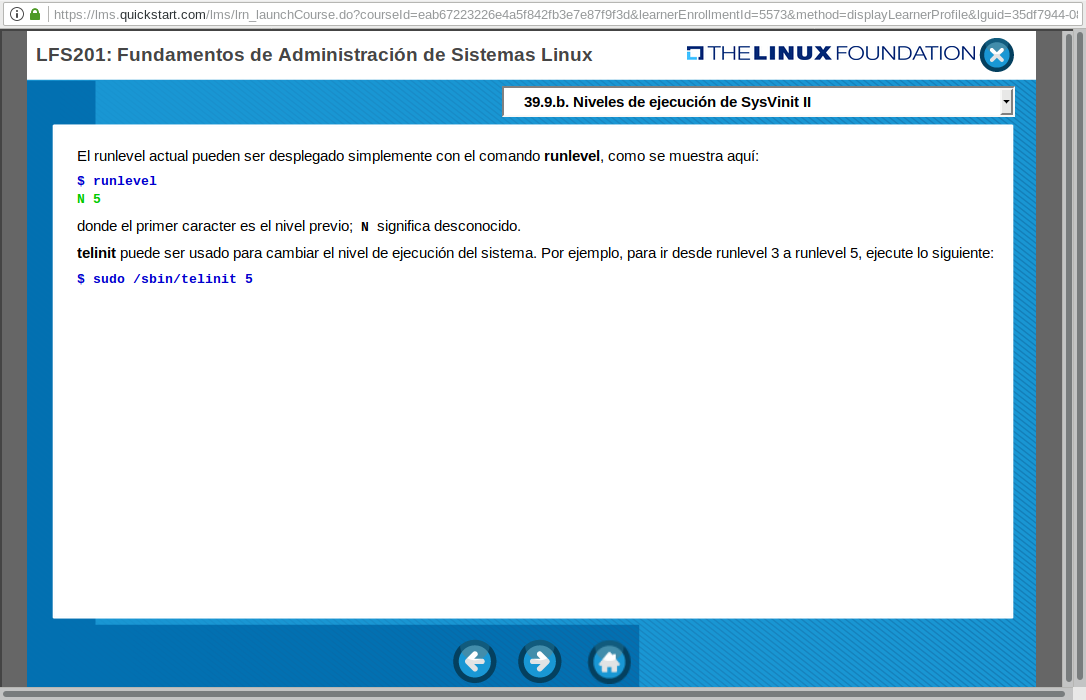 https://lms.quickstart.com/lms/lrn_launchCourse.do?courseId=eab67223226e4a5f842fb3e7e87f9f3d&learnerEnrollmentId=5573&method=displayLearnerProfile&lguid=35df7944-0
LFS201: Fundamentos de Administración de Sistemas Linux
THE LINUX FOUNDATION
39.9.b. Niveles de ejecución de SysVinit II
El runlevel actual pueden ser desplegado simplemente con el comando runlevel, como se muestra aquí:
$ runlevel
N 5
donde el primer caracter es el nivel previo; N significa desconocido.
telinit puede ser usado para cambiar el nivel de ejecución del sistema. Por ejemplo, para ir desde runlevel 3 a runlevel 5, ejecute lo siguiente:
$ sudo /sbin/telinit 5